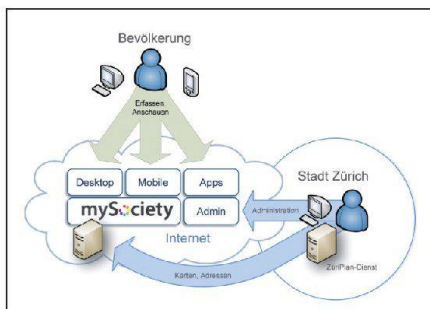 Bevölkerung
Erfassen
Anschauen
Desktop
Mobile
Apps
Stadt Zürich
mySociety
Admin
Administration
Internet
Karten, Adressen
ZüriPlan-Dienst